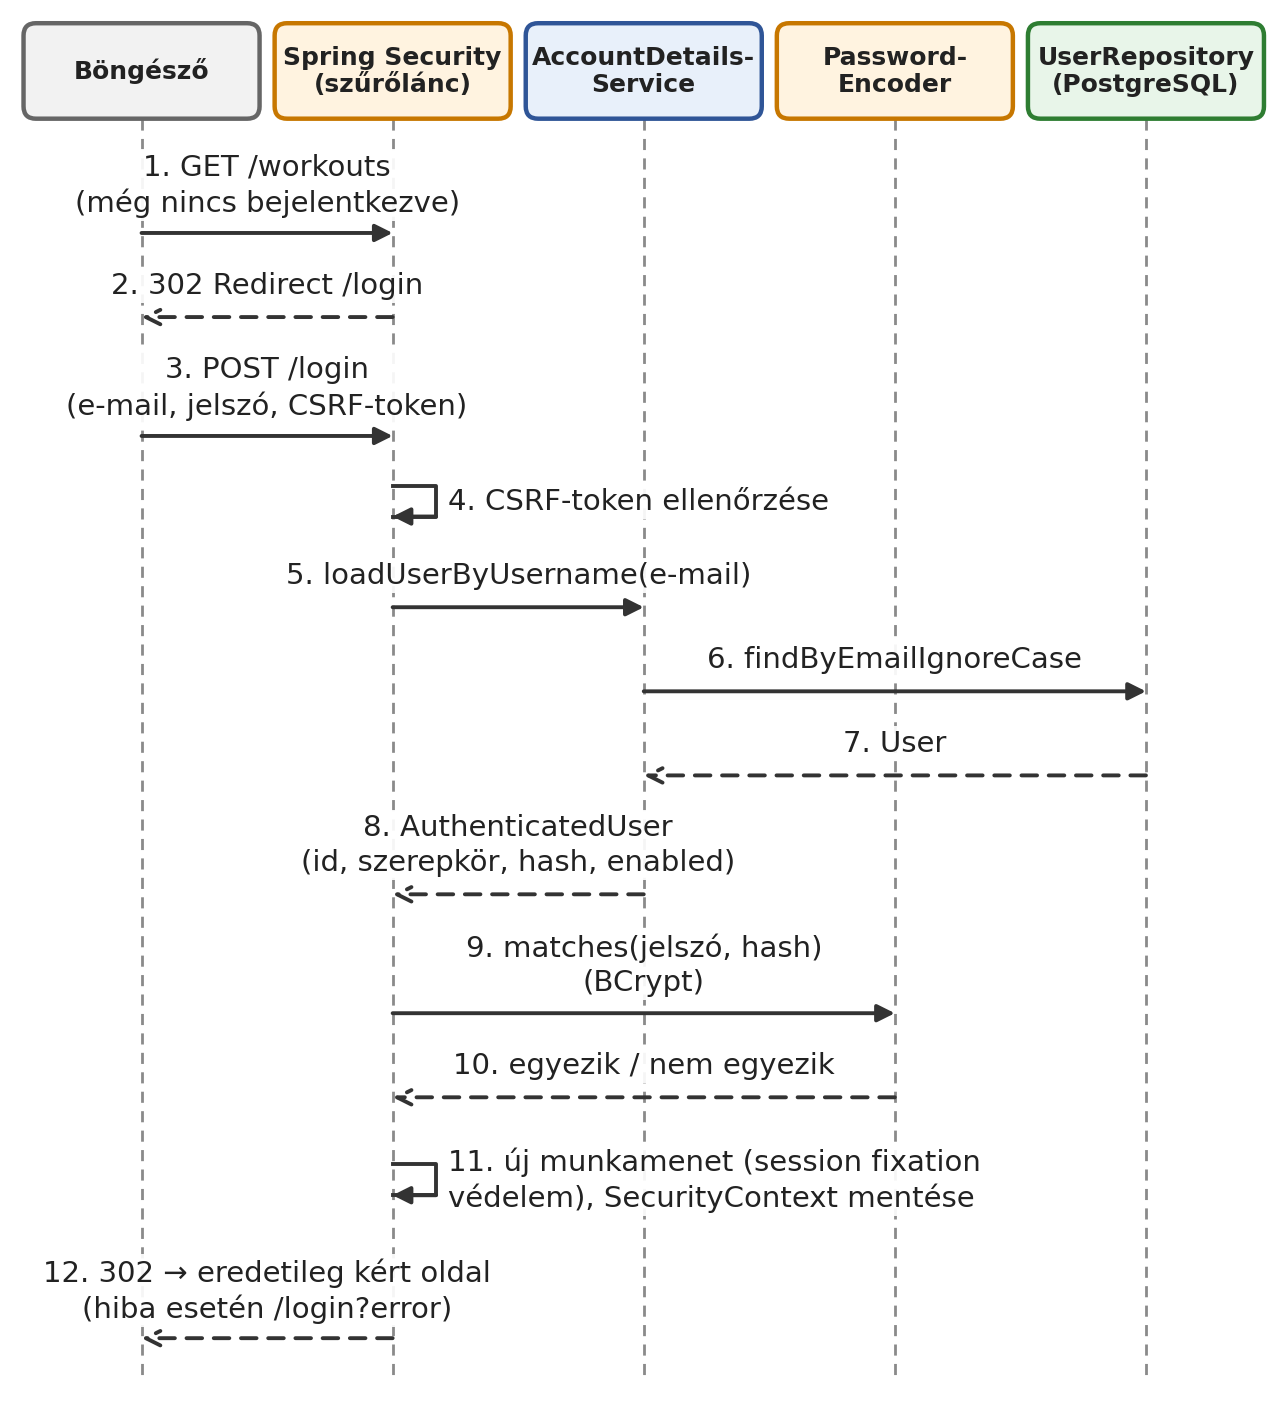 Böngésző
Spring Security
(szűrőlánc)
AccountDetails-
Service
Password-
Encoder
UserRepository
(PostgreSQL)
1. GET /workouts
(még nincs bejelentkezve)
2. 302 Redirect /login
3. POST /login
(e-mail, jelszó, CSRF-token)
4. CSRF-token ellenőrzése
5. loadUserByUsername(e-mail)
6. findByEmailIgnoreCase
7. User
8. AuthenticatedUser
(id, szerepkör, hash, enabled)
9. matches(jelszó, hash)
(BCrypt)
10. egyezik / nem egyezik
11. új munkamenet (session fixation
védelem), SecurityContext mentése
12. 302 → eredetileg kért oldal
(hiba esetén /login?error)